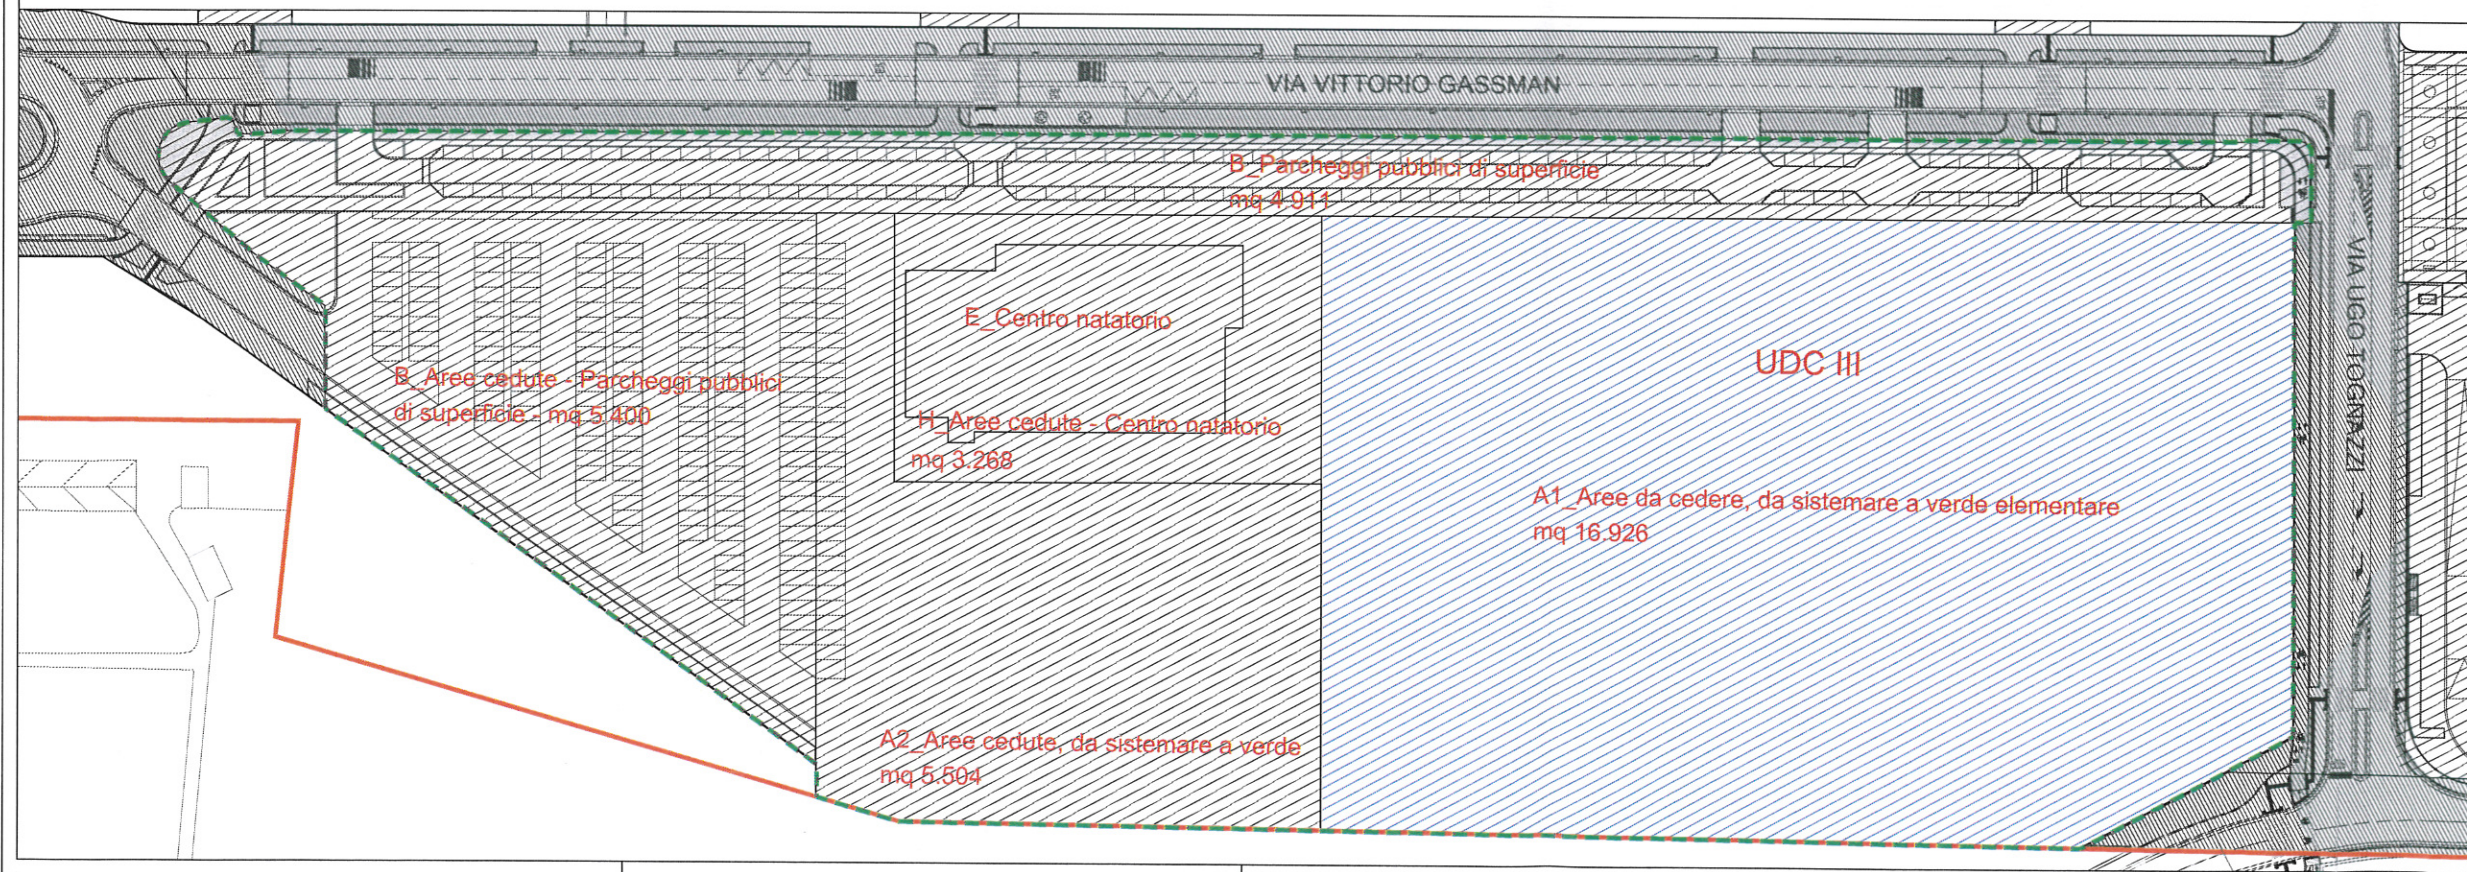 VIA VITTORIO GASSMAN
B_Parcheggi pubblici di superficie
mq 4.911
E_Centro natatorio
UDC III
VIA UGO TOGNAZZI
B_Aree cedute - Parcheggi pubblici
di superficie - mq 5.400
H_Aree cedute - Centro natatorio
mq 3.268
A1_Aree da cedere, da sistemare a verde elementare
mq 16.926
A2_Aree cedute, da sistemare a verde
mq 5.504